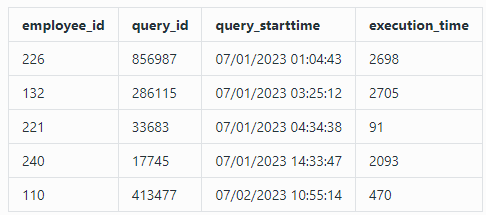 employee_id query_id query_starttime execution_time
226 856987 07/01/2023 01:04:43 2698
132 286115 07/01/2023 03:25:12 2705
221 33683 07/01/2023 04:34:38 91
240 17745 07/01/2023 14:33:47 2093
110 413477 07/02/2023 10:55:14 470